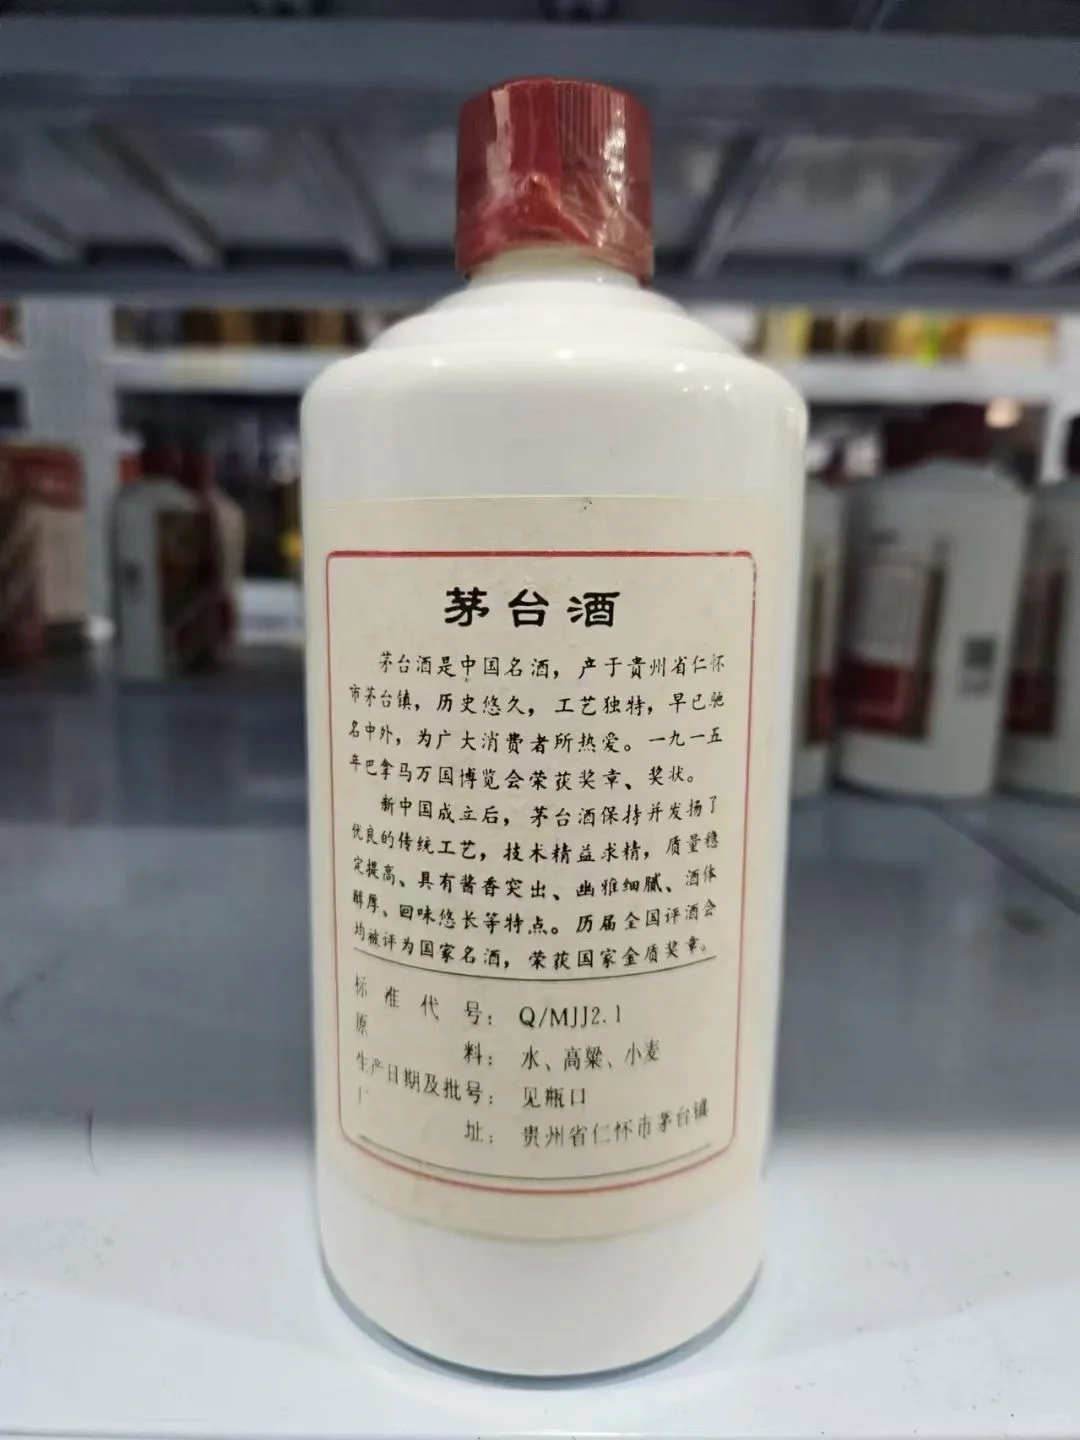 茅台酒
茅台酒是中国名酒，产于贵州省仁怀
市茅台镇，历史悠久，工艺独特，早已驰
名中外，为广大消费者所热爱。一九一五
年巴拿马万国博览会荣获奖章、奖状。
新中国成立后，茅台酒保持并发扬了
优良的传统工艺，技术精益求精，质量稳
定提高、具有酱香突出、幽雅细腻、酒体
醇厚、回味悠长等特点。历届全国评酒会
均被评为国家名酒，荣获国家金质奖章。
标准代号：Q/MJJ2.1
原料：水、高粱、小麦
生产日期及批号：见瓶口
厂址：贵州省仁怀市茅台镇